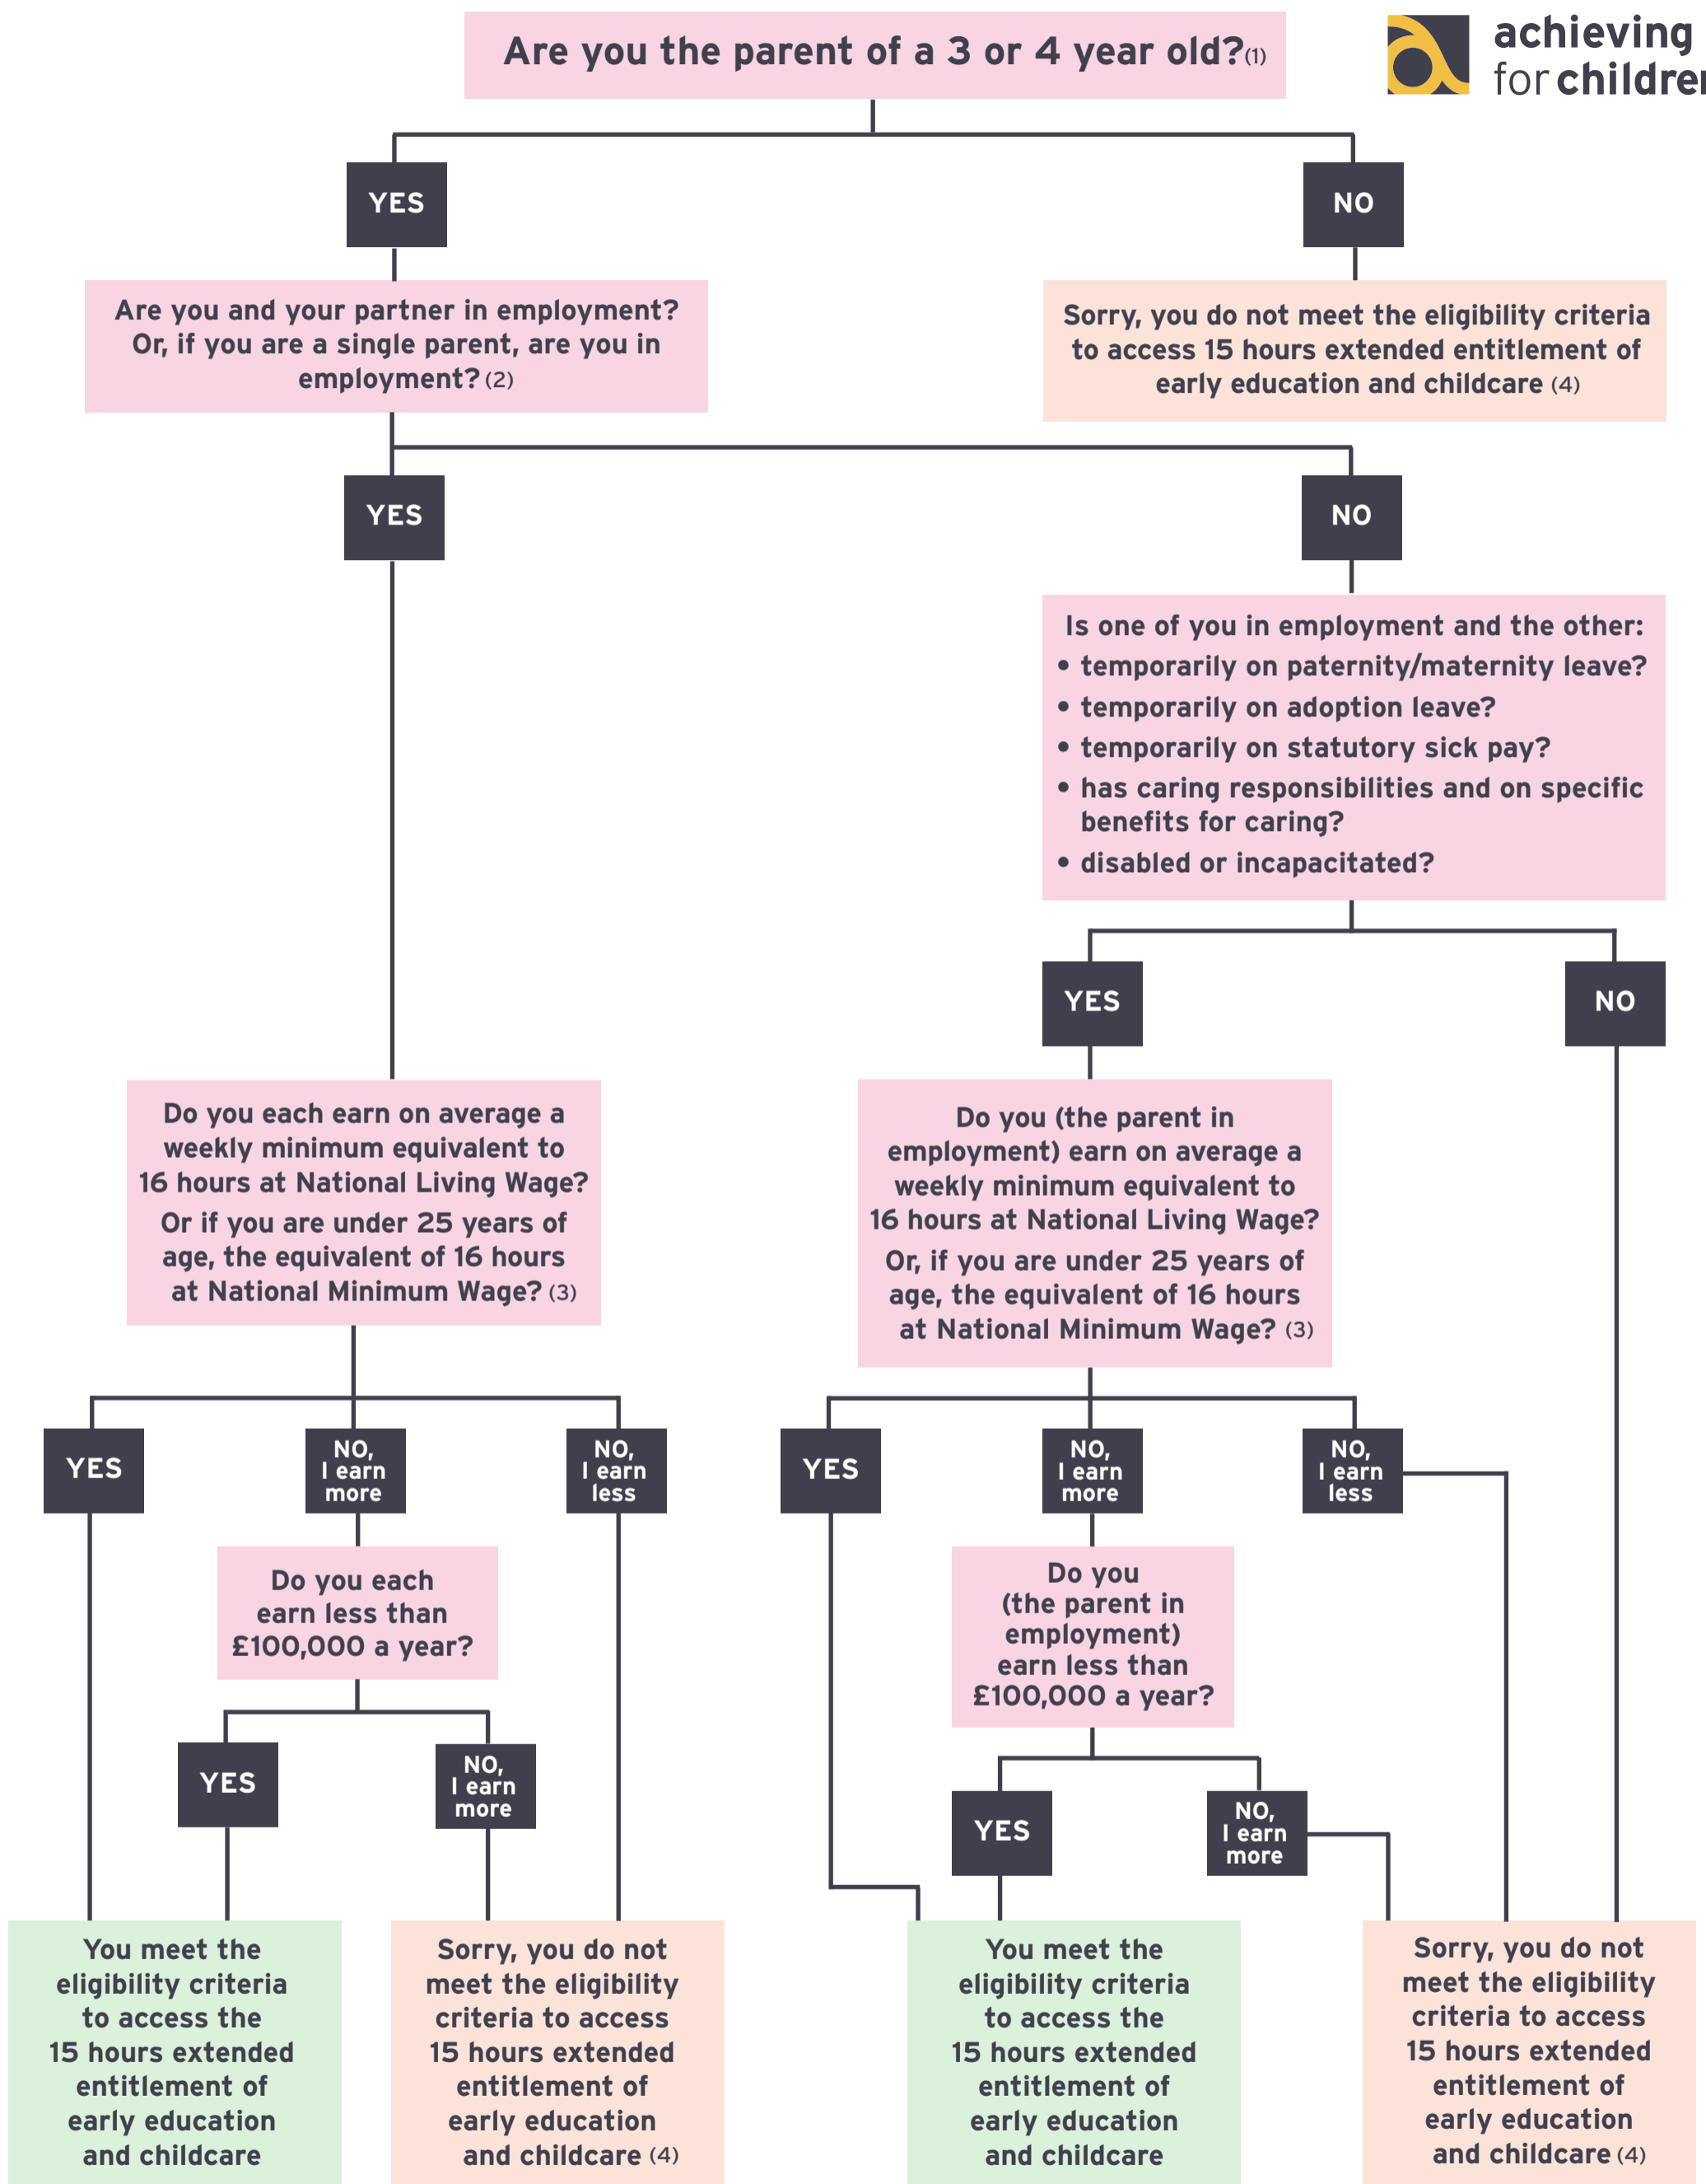 Are you the parent of a 3 or 4 year old?(1)
achieving
for children
YES
NO
Are you and your partner in employment?
Or, if you are a single parent, are you in
employment? (2)
Sorry, you do not meet the eligibility criteria
to access 15 hours extended entitlement of
early education and childcare (4)
YES
NO
Is one of you in employment and the other:
• temporarily on paternity/maternity leave?
• temporarily on adoption leave?
• temporarily on statutory sick pay?
• has caring responsibilities and on specific
benefits for caring?
• disabled or incapacitated?
YES
NO
Do you each earn on average a
weekly minimum equivalent to
16 hours at National Living Wage?
Or if you are under 25 years of
age, the equivalent of 16 hours
at National Minimum Wage? (3)
Do you (the parent in
employment) earn on average a
weekly minimum equivalent to
16 hours at National Living Wage?
Or, if you are under 25 years of
age, the equivalent of 16 hours
at National Minimum Wage? (3)
YES
NO,
I earn
more
NO,
I earn
less
YES
NO,
I earn
more
NO,
I earn
less
Do you each
earn less than
£100,000 a year?
Do you
(the parent in
employment)
earn less than
£100,000 a year?
YES
NO,
I earn
more
YES
NO,
I earn
more
You meet the
eligibility criteria
to access the
15 hours extended
entitlement of
early education
and childcare
Sorry, you do not
meet the eligibility
criteria to access
15 hours extended
entitlement of
early education
and childcare (4)
You meet the
eligibility criteria
to access the
15 hours extended
entitlement of
early education
and childcare
Sorry, you do not
meet the eligibility
criteria to access
15 hours extended
entitlement of
early education
and childcare (4)